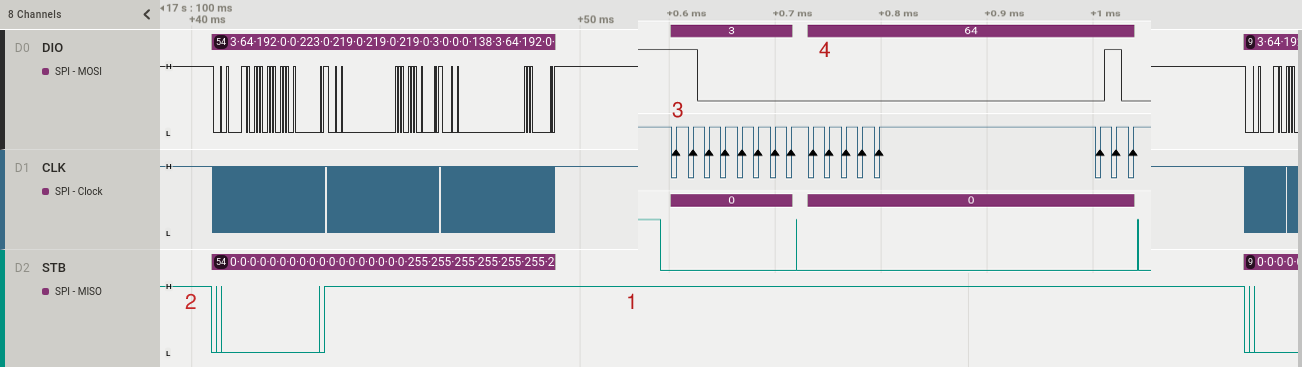 8 Channels
17 s : 100 ms
+40 ms
+50 ms
+0.6 ms
+0.7 ms
+0.8 ms
+0.9 ms
+1 ms
D0 DIO
SPI - MOSI
H
L
54 3·64·192·0·0·223·0·219·0·219·0·219·0·3·0·0·0·138·3·64·192·0·
3
64
4
9 3·64·19
3
D1 CLK
SPI - Clock
H
L
0
0
D2 STB
SPI - MISO
H
L
54 0·0·0·0·0·0·0·0·0·0·0·0·0·0·0·0·0·255·255·255·255·255·255·2
9 0·0·0·0·
2
1